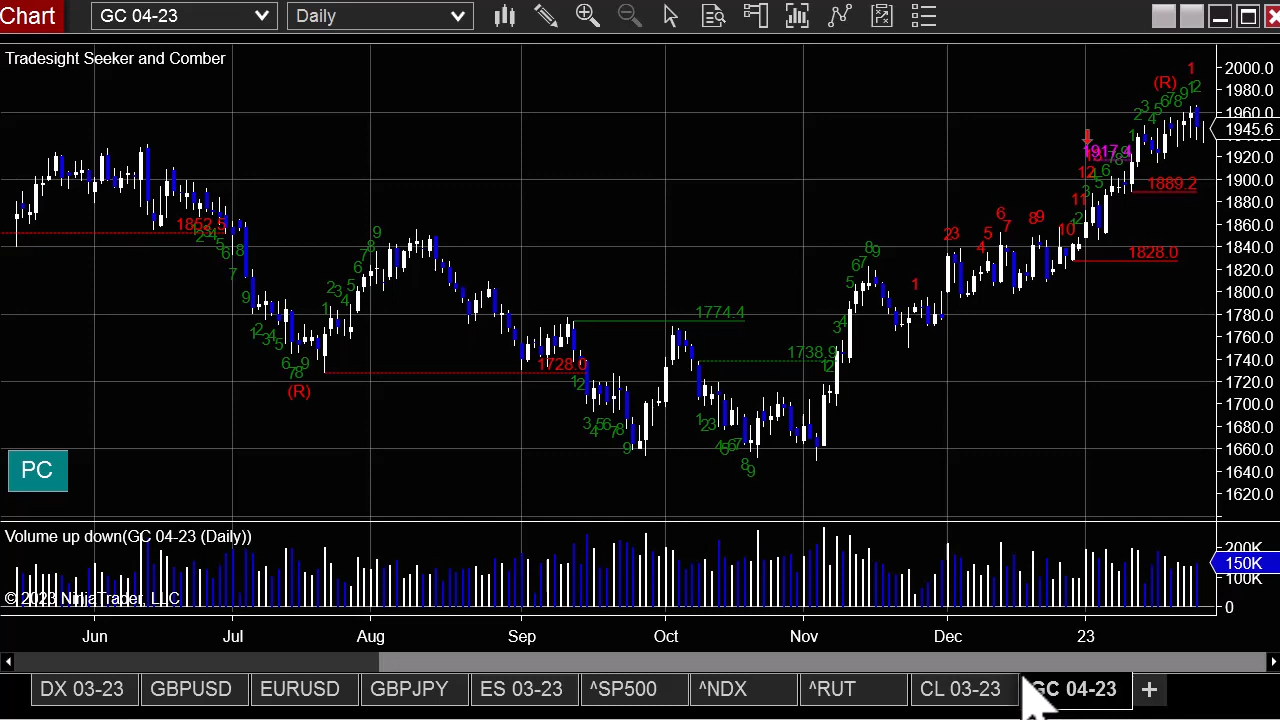 Chart GC 04-23 Daily
Tradesight Seeker and Comber
2000.0
1980.0
1960.0
1945.6
1920.0
1900.0
1880.0
1860.0
1840.0
1820.0
1800.0
1780.0
1760.0
1740.0
1720.0
1700.0
1680.0
1660.0
1640.0
1620.0
1852.5
(R)
1728.0
1774.4
1738.9
1917.4
(R)
1889.2
1828.0
PC
Volume up down(GC 04-23 (Daily))
200K
150K
100K
0
© 2023 NinjaTrader, LLC
Jun Jul Aug Sep Oct Nov Dec 23
DX 03-23 GBPUSD EURUSD GBPJPY ES 03-23 ^SP500 ^NDX ^RUT CL 03-23 GC 04-23 +